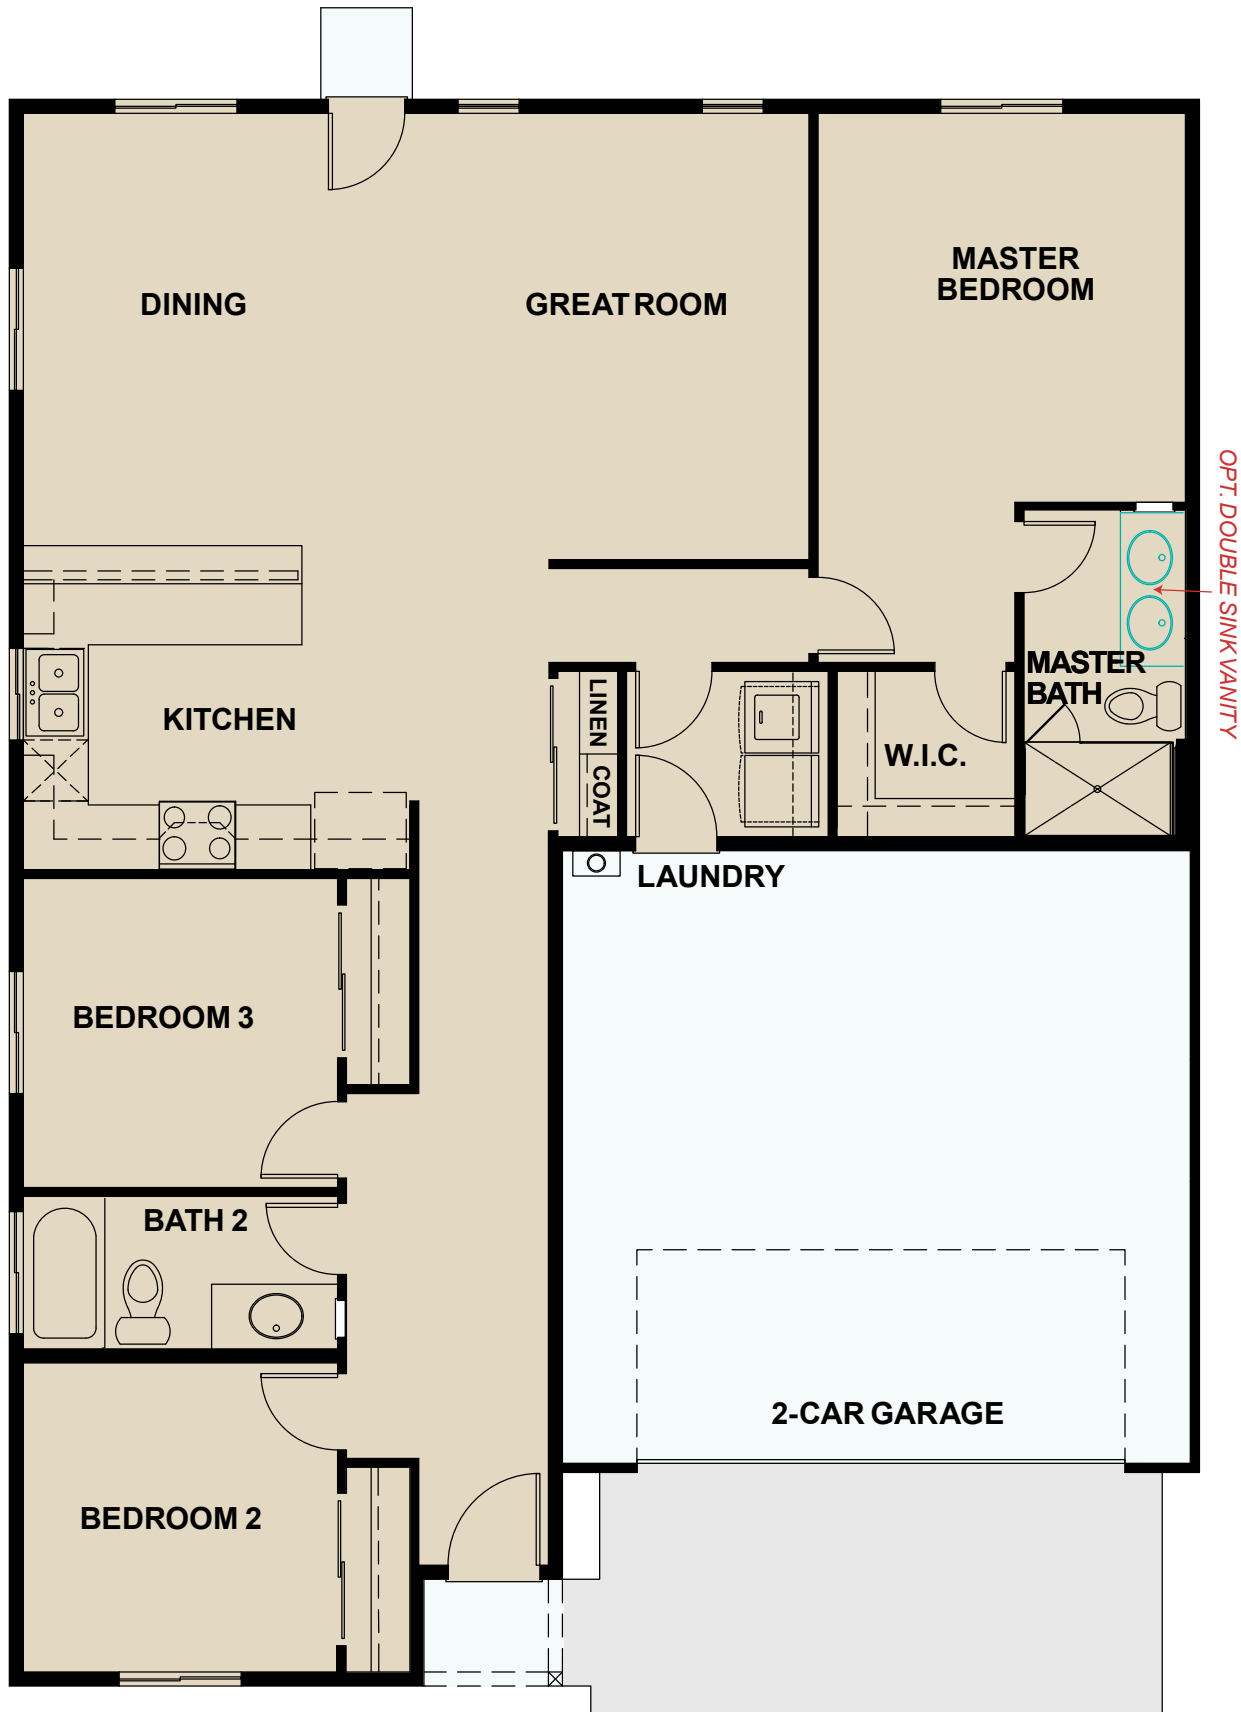 MASTER
BEDROOM
DINING
GREAT ROOM
OPT. DOUBLE SINK VANITY
MASTER
BATH
KITCHEN
LINEN
COAT
W.I.C.
LAUNDRY
BEDROOM 3
BATH 2
2-CAR GARAGE
BEDROOM 2